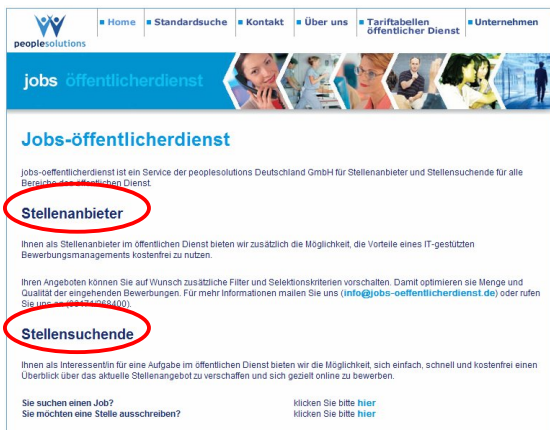 Home
Standardsuche
Kontakt
Über uns
Tariftabellen
öffentlicher Dienst
Unternehmen
peoplesolutions
jobs öffentlicherdienst
Jobs-öffentlicherdienst
jobs-oeffentlicherdienst ist ein Service der peoplesolutions Deutschland GmbH für Stellenanbieter und Stellensuchende für alle
Bereiche des öffentlichen Dienst.
Stellenanbieter
Ihnen als Stellenanbieter im öffentlichen Dienst bieten wir zusätzlich die Möglichkeit, die Vorteile eines IT-gestützten
Bewerbungsmanagements kostenfrei zu nutzen.
Ihren Angeboten können Sie auf Wunsch zusätzliche Filter und Selektionskriterien vorschalten. Damit optimieren sie Menge und
Qualität der eingehenden Bewerbungen. Für mehr Informationen mailen Sie uns (info@jobs-oeffentlicherdienst.de) oder rufen
Sie uns an (06174/968400).
Stellensuchende
Ihnen als Interessent/in für eine Aufgabe im öffentlichen Dienst bieten wir die Möglichkeit, sich einfach, schnell und kostenfrei einen
Überblick über das aktuelle Stellenangebot zu verschaffen und sich gezielt online zu bewerben.
Sie suchen einen Job? klicken Sie bitte hier
Sie möchten eine Stelle ausschreiben? klicken Sie bitte hier